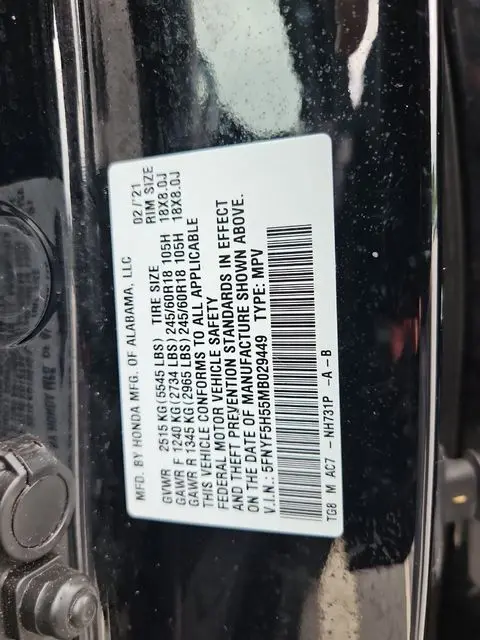 MFD. BY HONDA MFG. OF ALABAMA, LLC 02/'21
GVWR 2515 KG (5545 LBS) TIRE SIZE RIM SIZE
GAWR F 1240 KG (2734 LBS) 245/60R18 105H 18X8.0J
GAWR R 1345 KG (2965 LBS) 245/60R18 105H 18X8.0J
THIS VEHICLE CONFORMS TO ALL APPLICABLE
FEDERAL MOTOR VEHICLE SAFETY
AND THEFT PREVENTION STANDARDS IN EFFECT
ON THE DATE OF MANUFACTURE SHOWN ABOVE.
V.I.N.: 5FNYF5H55MB029449 TYPE: MPV
TG8 M AC7 -NH731P -A -B